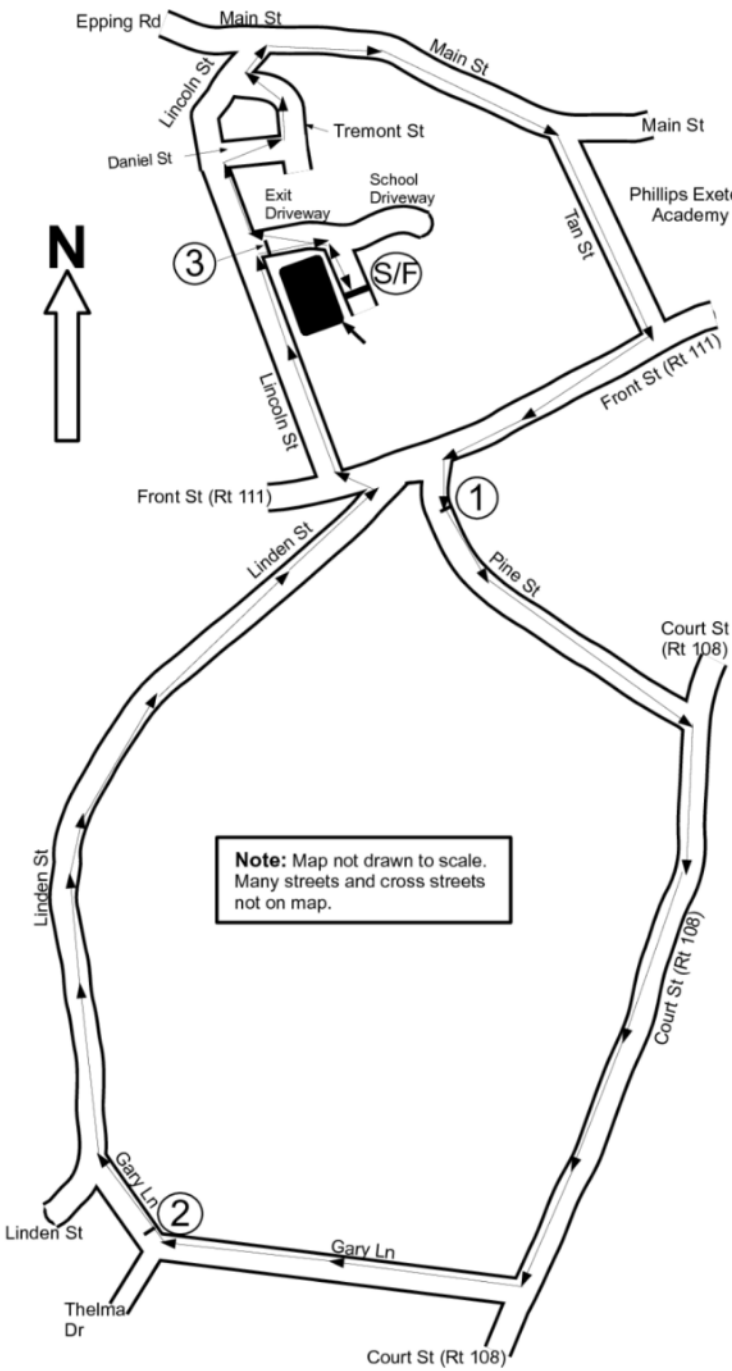 Epping Rd
Main St
Main St
Main St
Lincoln St
Tremont St
Daniel St
Exit
Driveway
School
Driveway
Phillips Exete
Academy
Tan St
N
3
S/F
Lincoln St
Front St (Rt 111)
Front St (Rt 111)
1
Linden St
Pine St
Court St
(Rt 108)
Note: Map not drawn to scale.
Many streets and cross streets
not on map.
Linden St
Court St (Rt 108)
Gary Ln
2
Linden St
Gary Ln
Thelma
Dr
Court St (Rt 108)